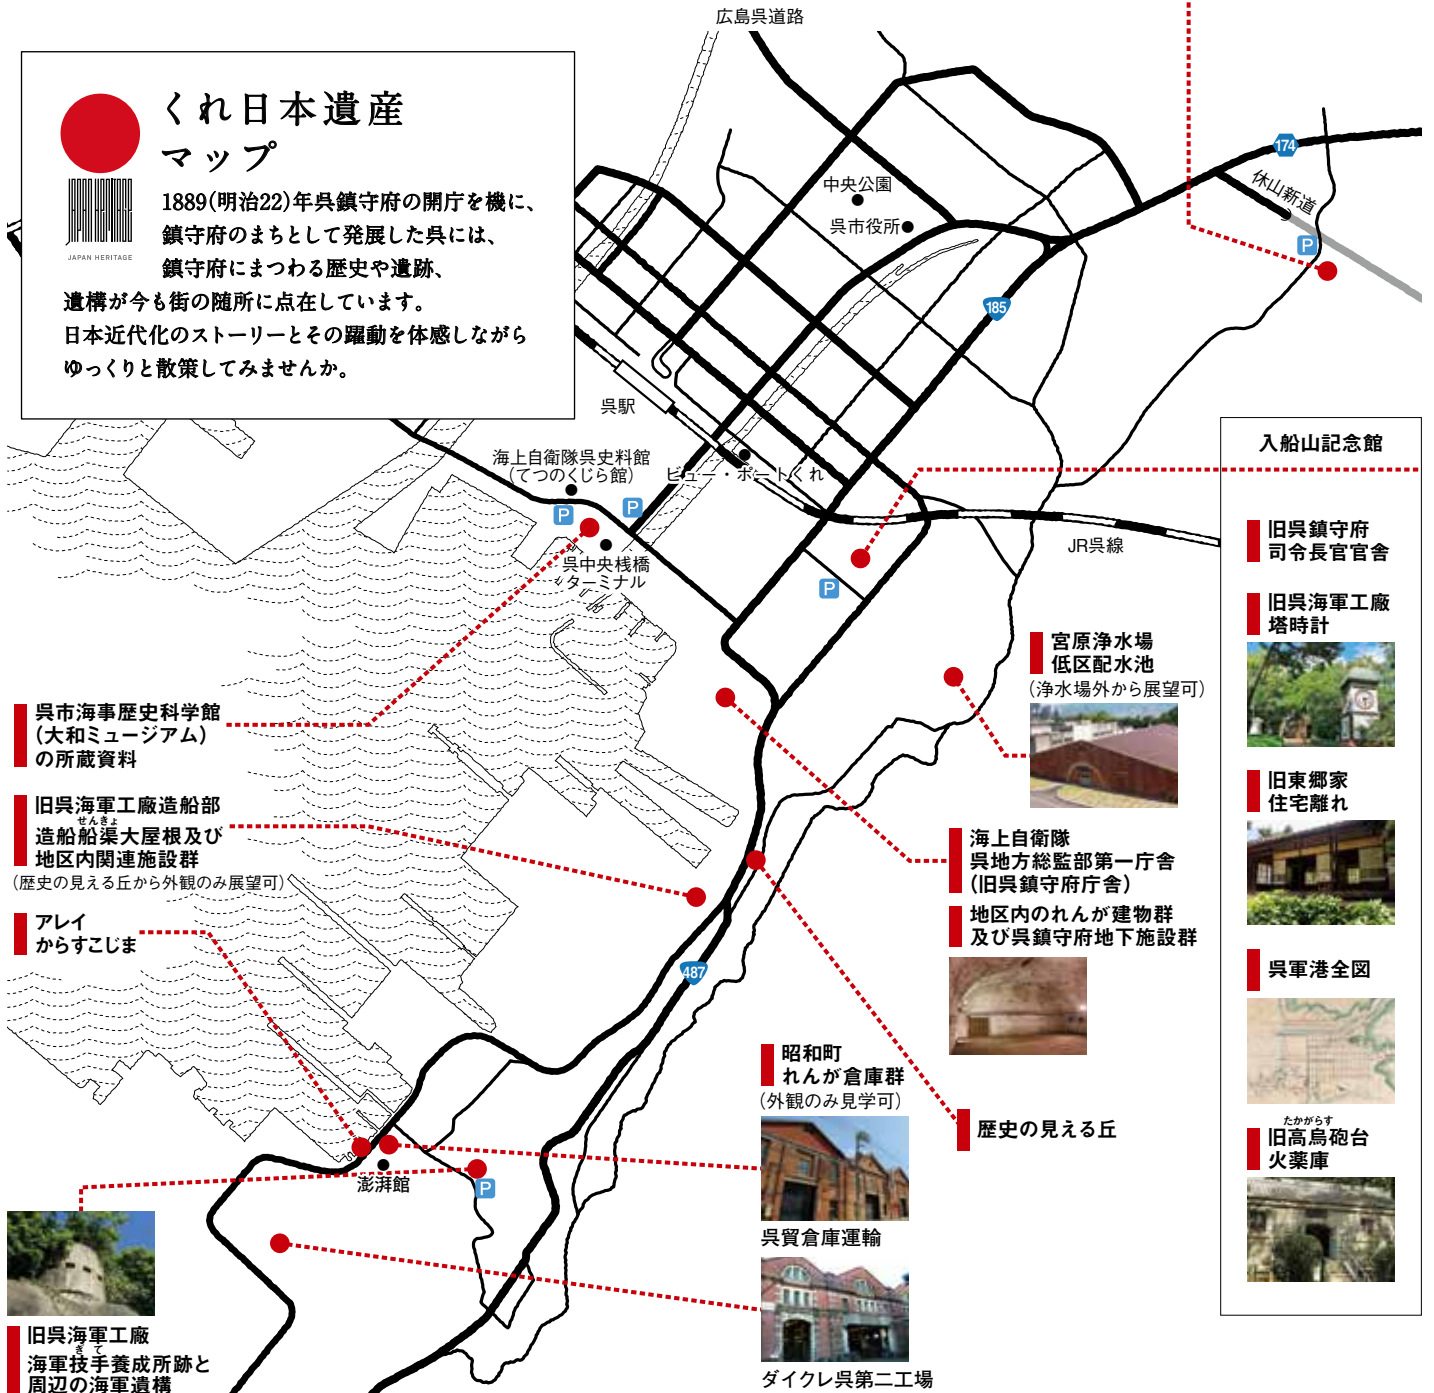 広島呉道路
くれ日本遺産
マップ
JAPAN HERITAGE
1889(明治22)年呉鎮守府の開庁を機に、
鎮守府のまちとして発展した呉には、
鎮守府にまつわる歴史や遺跡、
遺構が今も街の随所に点在しています。
日本近代化のストーリーとその躍動を体感しながら
ゆっくりと散策してみませんか。
174
休山新道
P
中央公園
呉市役所
185
呉駅
海上自衛隊呉史料館
(てつのくじら館)
ビュー・ポートくれ
P
P
呉中央桟橋
ターミナル
P
JR呉線
入船山記念館
旧呉鎮守府
司令長官官舎
旧呉海軍工廠
塔時計
旧東郷家
住宅離れ
呉軍港全図
たかがらす
旧高烏砲台
火薬庫
宮原浄水場
低区配水池
(浄水場外から展望可)
呉市海事歴史科学館
(大和ミュージアム)
の所蔵資料
旧呉海軍工廠造船部
せんきょ
造船船渠大屋根及び
地区内関連施設群
(歴史の見える丘から外観のみ展望可)
アレイ
からすこじま
海上自衛隊
呉地方総監部第一庁舎
(旧呉鎮守府庁舎)
地区内のれんが建物群
及び呉鎮守府地下施設群
487
昭和町
れんが倉庫群
(外観のみ見学可)
歴史の見える丘
澎湃館
P
呉貿倉庫運輸
ダイクレ呉第二工場
旧呉海軍工廠
ぎて
海軍技手養成所跡と
周辺の海軍遺構